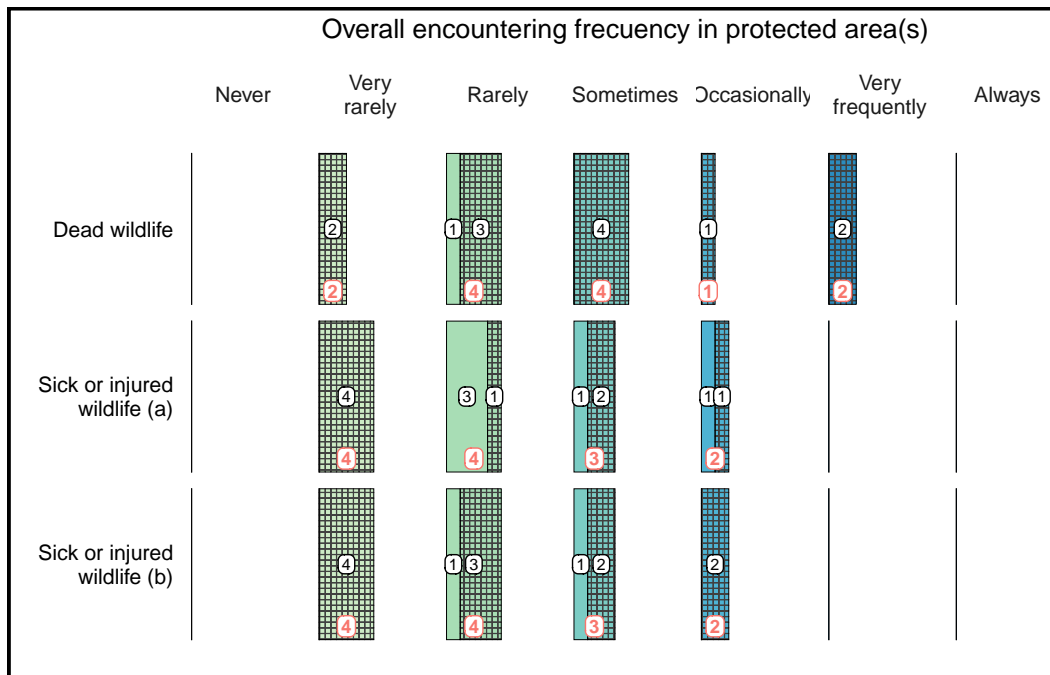 Overall encountering frecuency in protected area(s)
Never
Very
rarely
Rarely
Sometimes
Occasionally
Very
frequently
Always
Dead wildlife
2
1 3
4
1
2
2
4
4
1
2
Sick or injured
wildlife (a)
4
3 1
1 2
1 1
4
4
3
2
Sick or injured
wildlife (b)
4
1 3
1 2
2
4
4
3
2